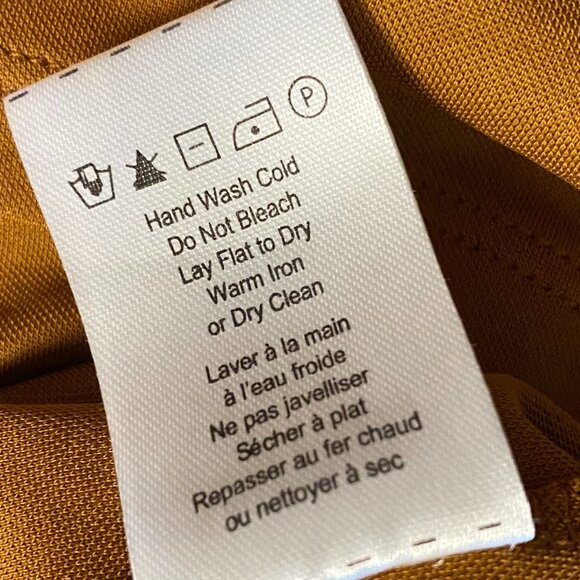 P
Hand Wash Cold
Do Not Bleach
Lay Flat to Dry
Warm Iron
or Dry Clean
Laver à la main
à l'eau froide
Ne pas javelliser
Sécher à plat
Repasser au fer chaud
ou nettoyer à sec